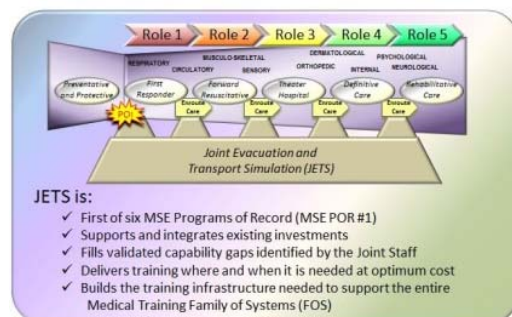 Role 1 Role 2 Role 3 Role 4 Role 5
DERMATOLOGICAL
MUSCULO-SKELETAL PSYCHOLOGICAL
RESPIRATORY ORTHOPEDIC
CIRCULATORY SENSORY INTERNAL NEUROLOGICAL
Preventative and Protective
First Responder
Forward Resuscitative
Theater Hospital
Definitive Care
Rehabilitative Care
POI
Enroute Care
Enroute Care
Enroute Care
Enroute Care
Joint Evacuation and
Transport Simulation (JETS)
JETS is:
✓ First of six MSE Programs of Record (MSE POR #1)
✓ Supports and integrates existing investments
✓ Fills validated capability gaps identified by the Joint Staff
✓ Delivers training where and when it is needed at optimum cost
✓ Builds the training infrastructure needed to support the entire
Medical Training Family of Systems (FOS)